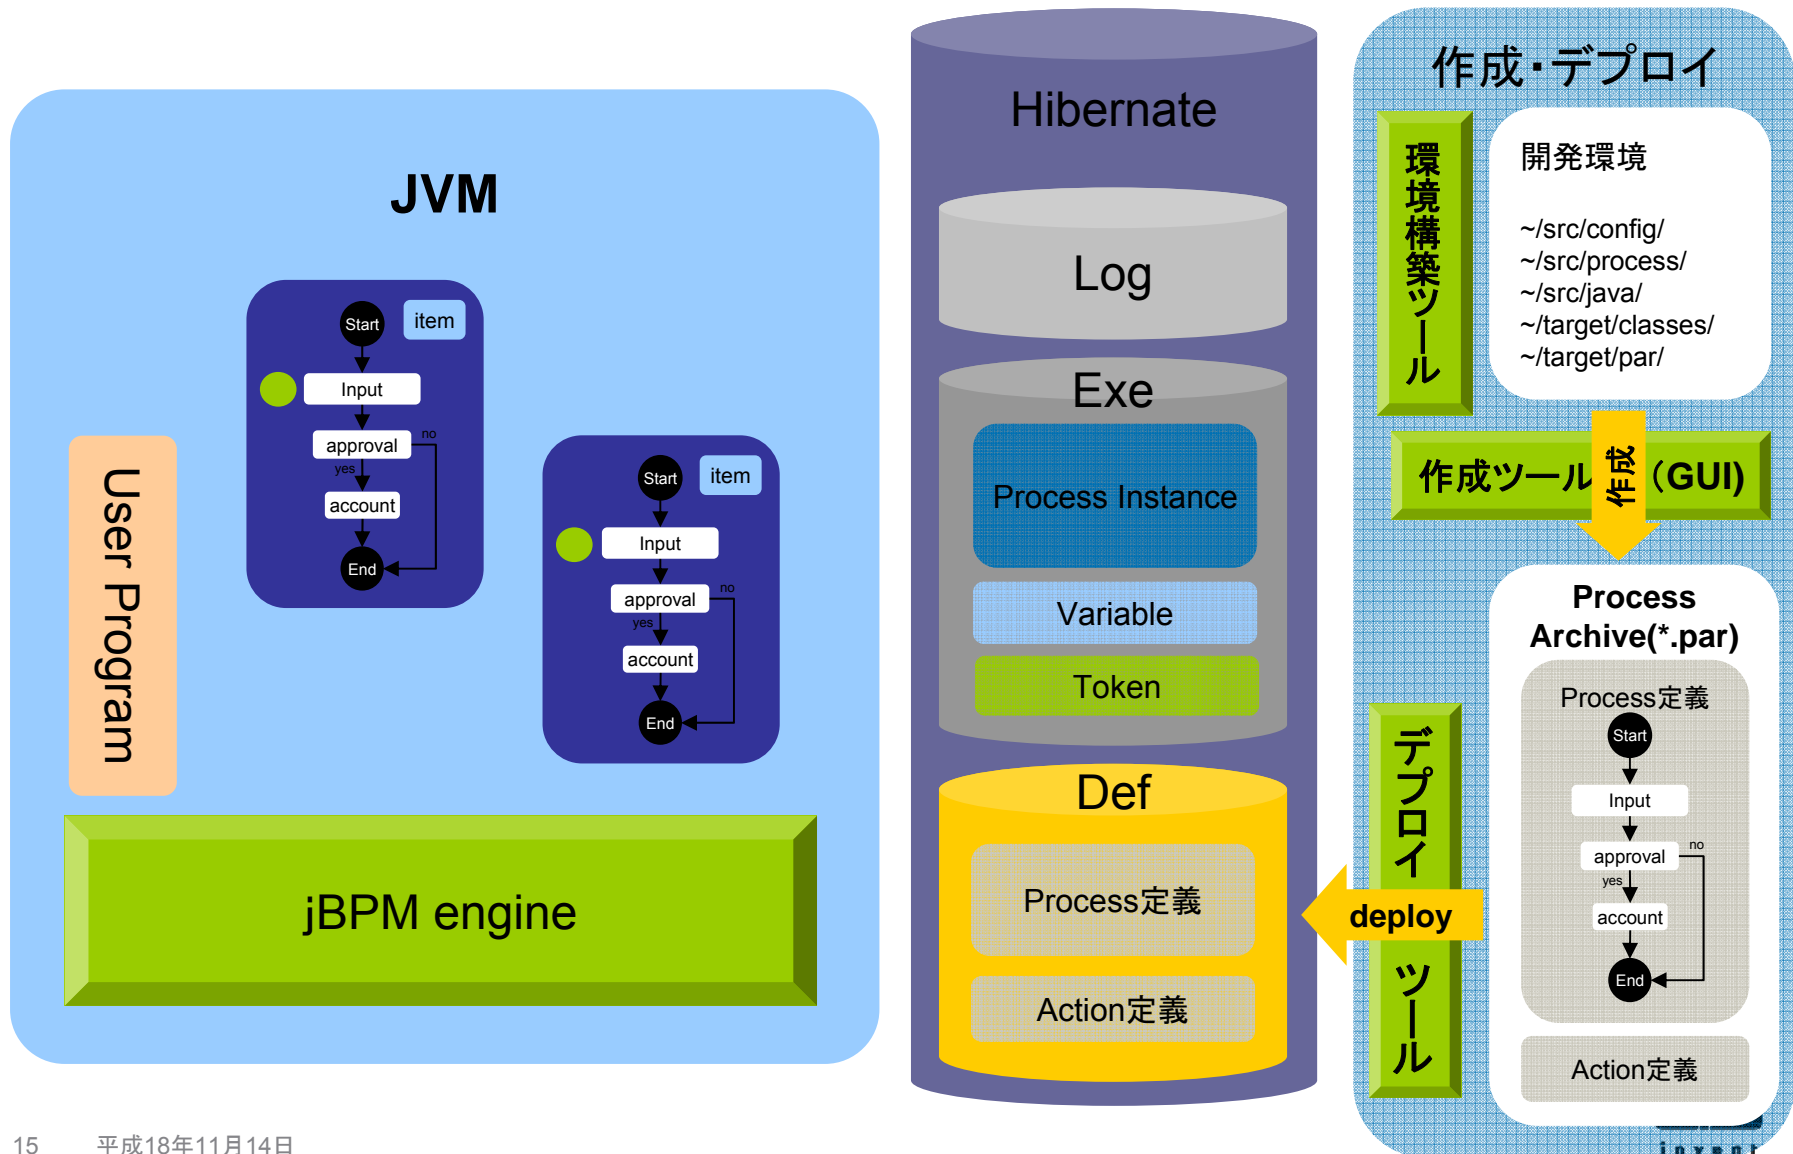 JVM
Start
item
Input
approval
no
yes
account
End
Start
item
Input
approval
no
yes
account
End
User Program
jBPM engine
Hibernate
Log
Exe
Process Instance
Variable
Token
Def
Process定義
Action定義
作成・デプロイ
環境構築ツール
開発環境
~/src/config/
~/src/process/
~/src/java/
~/target/classes/
~/target/par/
作成ツール (GUI)
作成
Process
Archive(*.par)
Process定義
Start
Input
approval
no
yes
account
End
Action定義
デプロイ ツール
deploy
15 平成18年11月14日